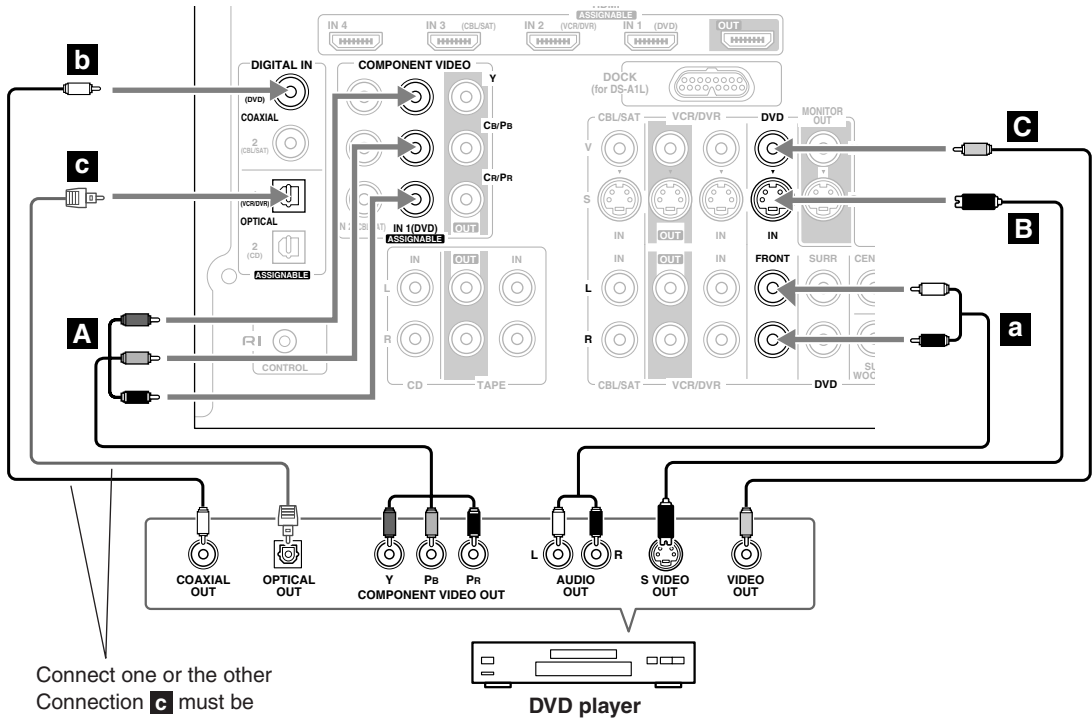 ASSIGNABLE
IN 4
IN 3 (CBL/SAT)
IN 2 (VCR/DVR)
IN 1 (DVD)
OUT
b
DIGITAL IN
COMPONENT VIDEO
Y
(DVD)
COAXIAL
CB/PB
2
(CBL/SAT)
CR/PR
c
(VCR/DVR)
OPTICAL
IN 1(DVD)
OUT
ASSIGNABLE
2
(CD)
ASSIGNABLE
DOCK
(for DS-A1L)
CBL/SAT
VCR/DVR
DVD
MONITOR
OUT
V
S
C
B
IN
OUT
IN
IN
IN
OUT
IN
IN
OUT
IN
FRONT
SURR
CEN
L
L
R
R
A
a
RI
CONTROL
CD
TAPE
CBL/SAT
VCR/DVR
DVD
SU
WOO
COAXIAL
OUT
OPTICAL
OUT
Y
PB
PR
COMPONENT VIDEO OUT
L
R
AUDIO
OUT
S VIDEO
OUT
VIDEO
OUT
Connect one or the other
Connection c must be
DVD player